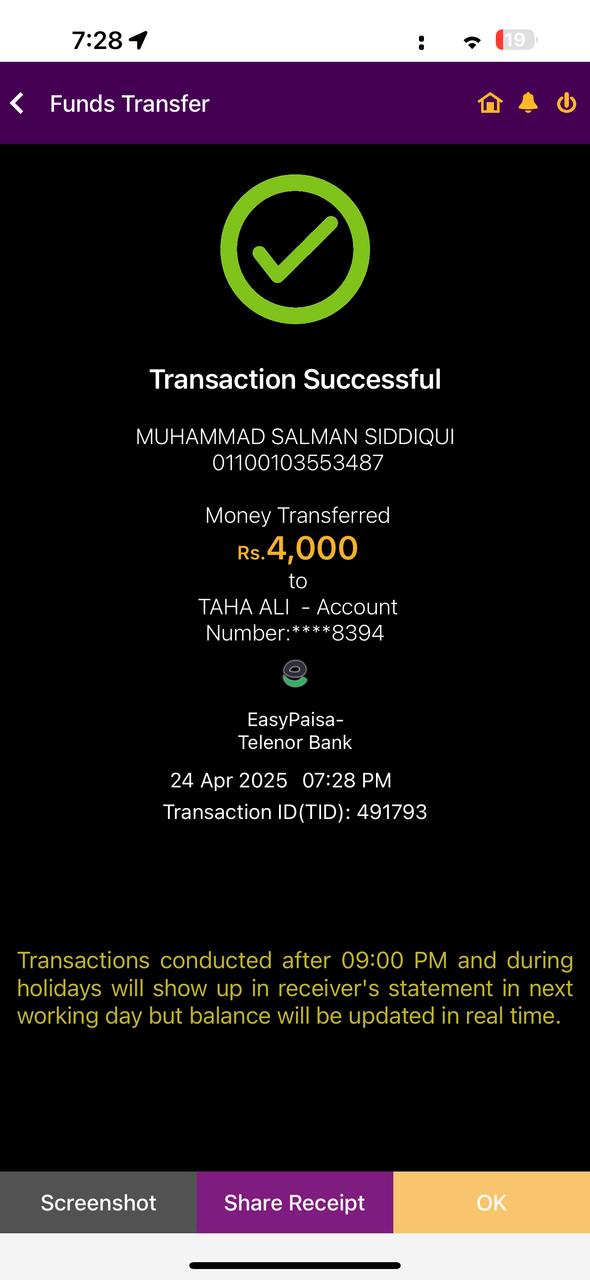 7:28
19
Funds Transfer
Transaction Successful
MUHAMMAD SALMAN SIDDIQUI
01100103553487
Money Transferred
Rs.4,000
to
TAHA ALI - Account
Number:****8394
EasyPaisa-
Telenor Bank
24 Apr 2025 07:28 PM
Transaction ID(TID): 491793
Transactions conducted after 09:00 PM and during
holidays will show up in receiver's statement in next
working day but balance will be updated in real time.
Screenshot Share Receipt OK